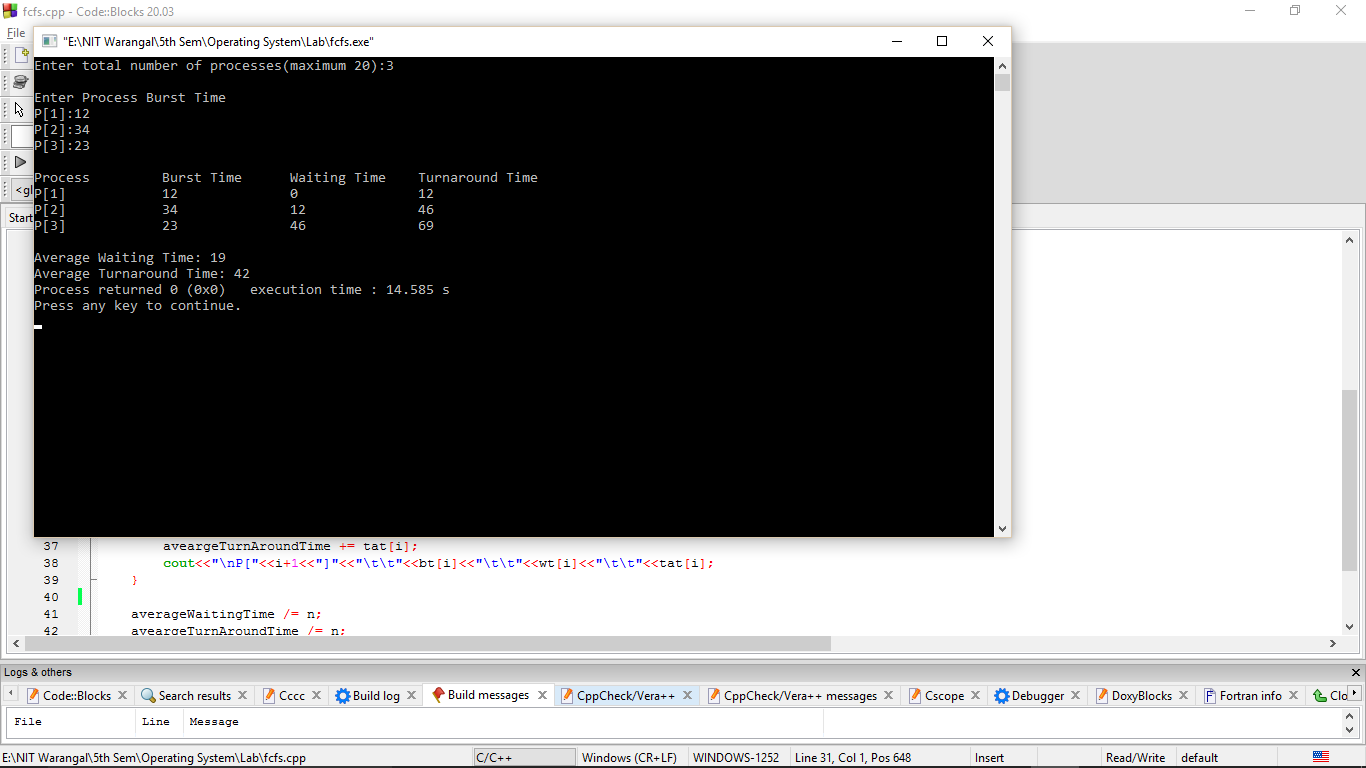 fcfs.cpp - Code::Blocks 20.03
File
"E:\NIT Warangal\5th Sem\Operating System\Lab\fcfs.exe"
Enter total number of processes(maximum 20):3
Enter Process Burst Time
P[1]:12
P[2]:34
P[3]:23
Process Burst Time Waiting Time Turnaround Time
P[1] 12 0 12
P[2] 34 12 46
P[3] 23 46 69
Average Waiting Time: 19
Average Turnaround Time: 42
Process returned 0 (0x0) execution time : 14.585 s
Press any key to continue.
<gl
Start
37 aveargeTurnAroundTime += tat[i];
38 cout<<"\nP["<<i+1<<"]"<<"\t\t"<<bt[i]<<"\t\t"<<wt[i]<<"\t\t"<<tat[i];
39 }
40
41 averageWaitingTime /= n;
42 aveargeTurnAroundTime /= n;
Logs & others
Code::Blocks Search results Cccc Build log Build messages CppCheck/Vera++ CppCheck/Vera++ messages Cscope Debugger DoxyBlocks Fortran info Clo
File Line Message
E:\NIT Warangal\5th Sem\Operating System\Lab\fcfs.cpp C/C++ Windows (CR+LF) WINDOWS-1252 Line 31, Col 1, Pos 648 Insert Read/Write default